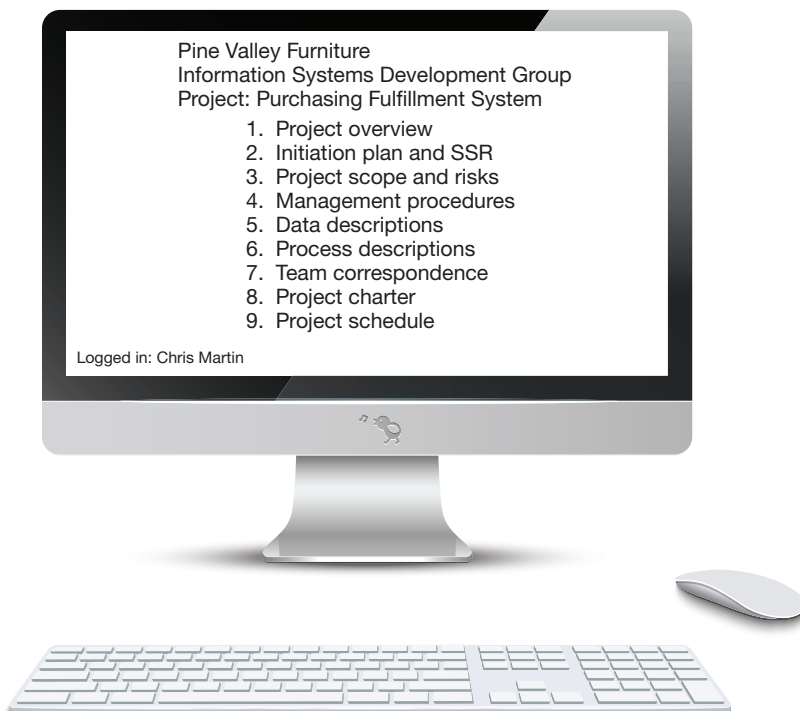 Pine Valley Furniture
Information Systems Development Group
Project: Purchasing Fulfillment System
1. Project overview
2. Initiation plan and SSR
3. Project scope and risks
4. Management procedures
5. Data descriptions
6. Process descriptions
7. Team correspondence
8. Project charter
9. Project schedule
Logged in: Chris Martin